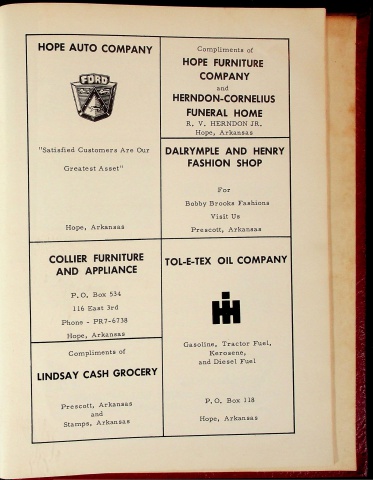 HOPE AUTO COMPANY
FORD
"Satisfied Customers Are Our
Greatest Asset"
Hope, Arkansas
Compliments of
HOPE FURNITURE
COMPANY
and
HERNDON-CORNELIUS
FUNERAL HOME
R. V. HERNDON JR.
Hope, Arkansas
DALRYMPLE AND HENRY
FASHION SHOP
For
Bobby Brooks Fashions
Visit Us
Prescott, Arkansas
COLLIER FURNITURE
AND APPLIANCE
P.O. Box 534
116 East 3rd
Phone - PR7-6738
Hope, Arkansas
Compliments of
LINDSAY CASH GROCERY
Prescott, Arkansas
and
Stamps, Arkansas
TOL-E-TEX OIL COMPANY
Gasoline, Tractor Fuel,
Kerosene,
and Diesel Fuel
P.O. Box 118
Hope, Arkansas